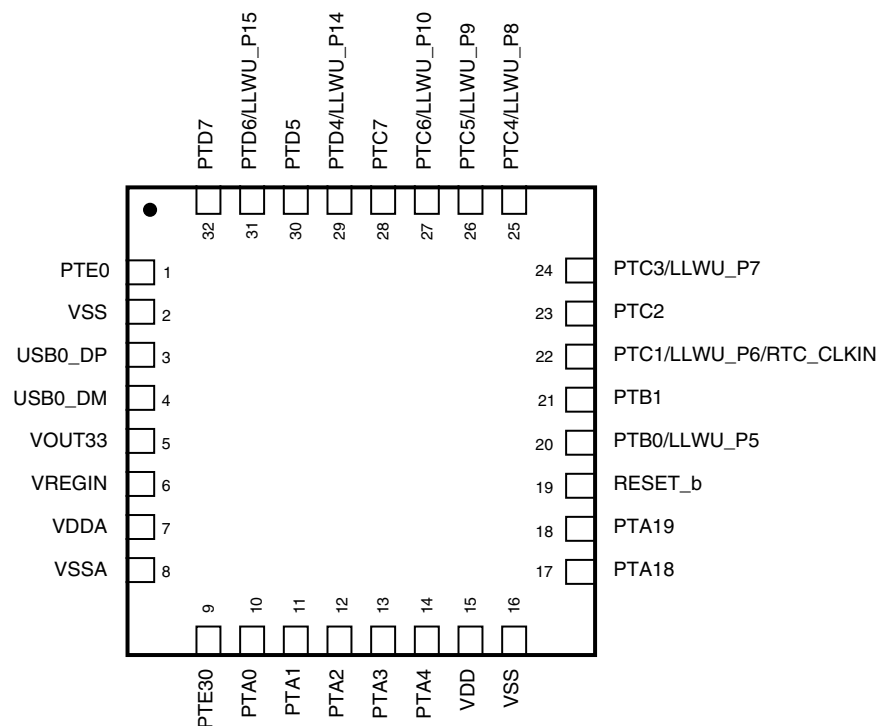 PTD7
PTD6/LLWU_P15
PTD5
PTD4/LLWU_P14
PTC7
PTC6/LLWU_P10
PTC5/LLWU_P9
PTC4/LLWU_P8
32
31
30
29
28
27
26
25
PTE0 1
VSS 2
USB0_DP 3
USB0_DM 4
VOUT33 5
VREGIN 6
VDDA 7
VSSA 8
24 PTC3/LLWU_P7
23 PTC2
22 PTC1/LLWU_P6/RTC_CLKIN
21 PTB1
20 PTB0/LLWU_P5
19 RESET_b
18 PTA19
17 PTA18
9
10
11
12
13
14
15
16
PTE30
PTA0
PTA1
PTA2
PTA3
PTA4
VDD
VSS